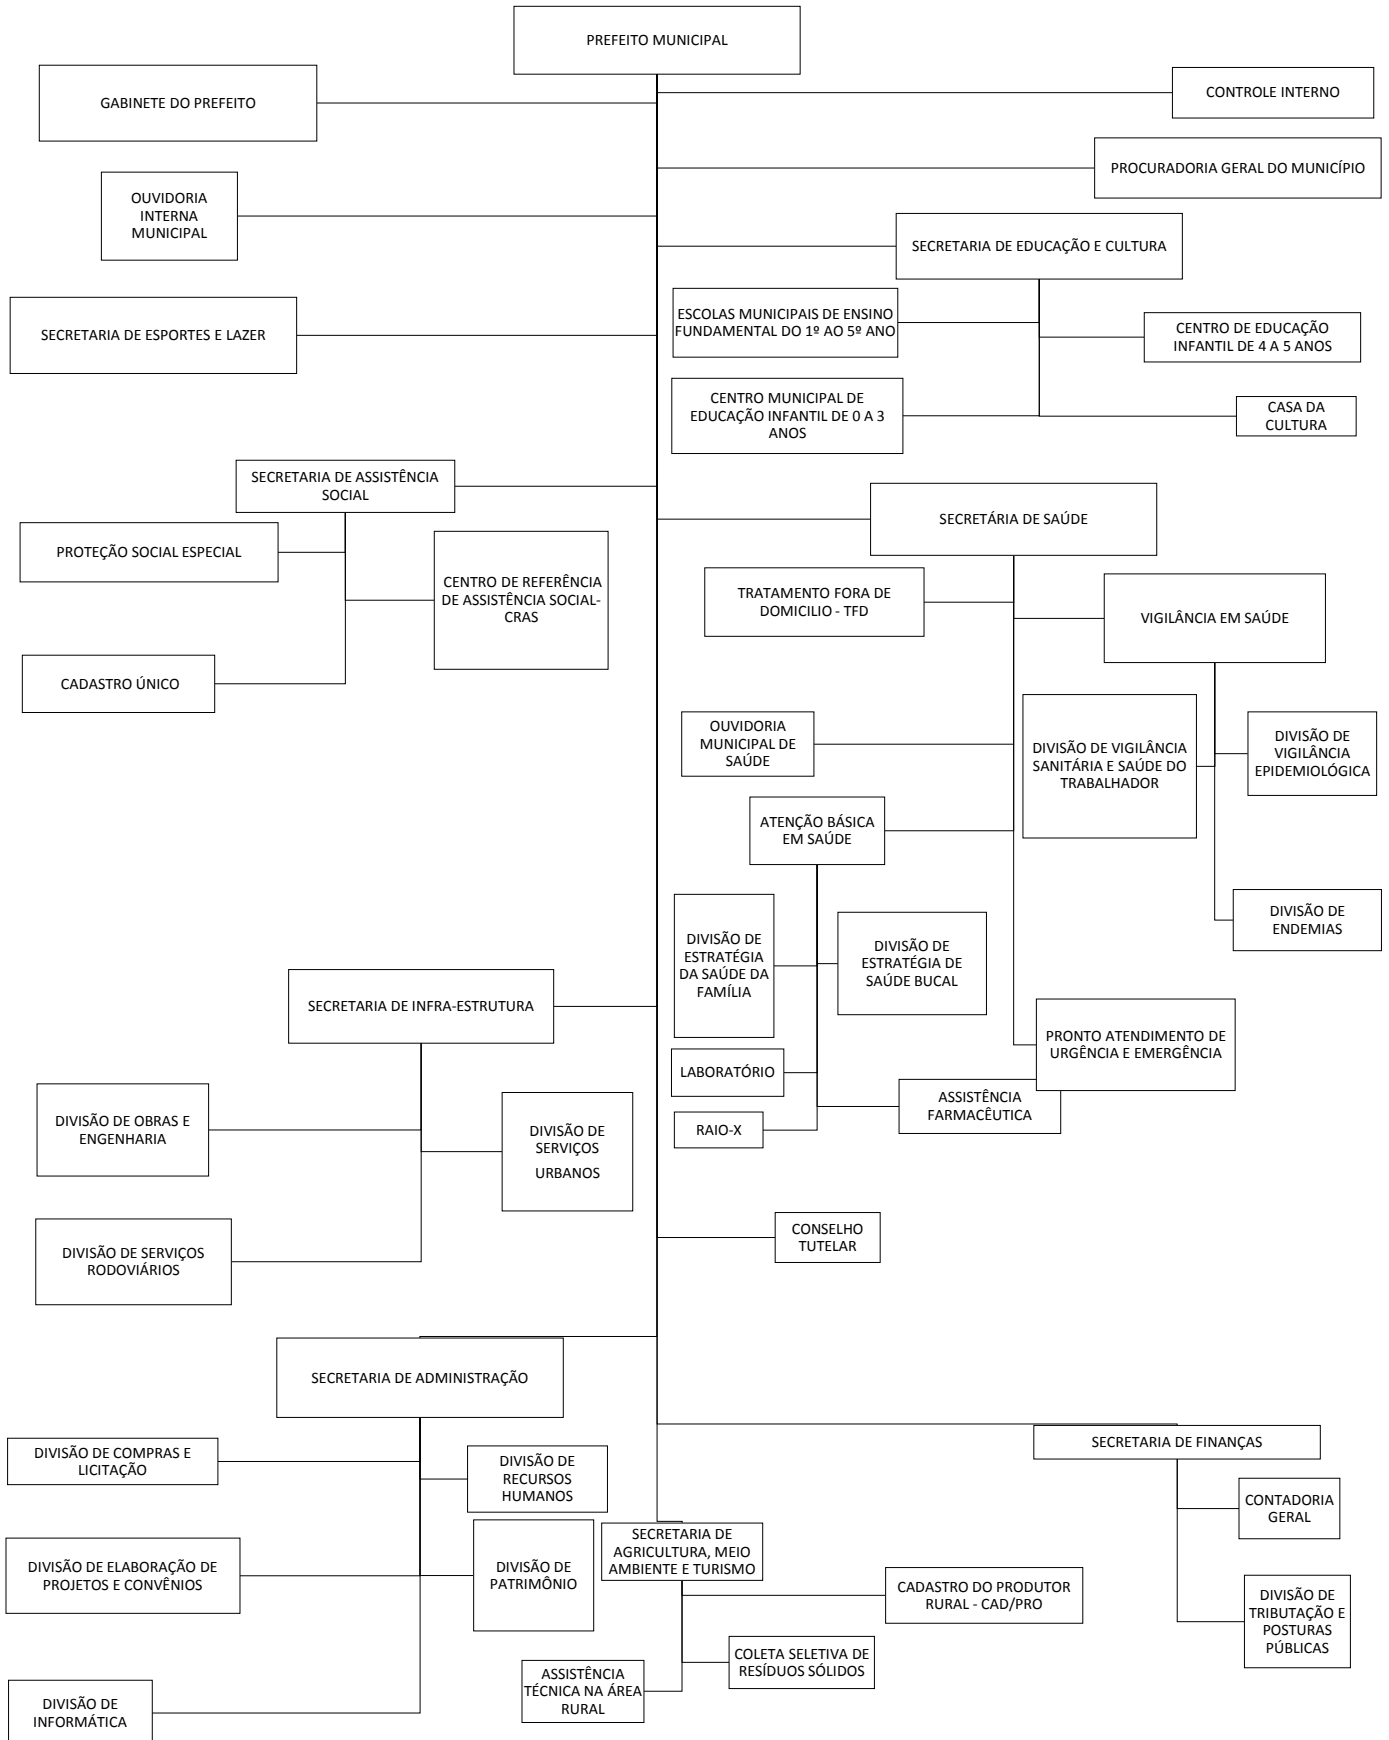 PREFEITO MUNICIPAL
GABINETE DO PREFEITO
CONTROLE INTERNO
PROCURADORIA GERAL DO MUNICÍPIO
OUVIDORIA
INTERNA
MUNICIPAL
SECRETARIA DE EDUCAÇÃO E CULTURA
SECRETARIA DE ESPORTES E LAZER
ESCOLAS MUNICIPAIS DE ENSINO
FUNDAMENTAL DO 1º AO 5º ANO
CENTRO DE EDUCAÇÃO
INFANTIL DE 4 A 5 ANOS
CENTRO MUNICIPAL DE
EDUCAÇÃO INFANTIL DE 0 A 3
ANOS
CASA DA
CULTURA
SECRETARIA DE ASSISTÊNCIA
SOCIAL
PROTEÇÃO SOCIAL ESPECIAL
CENTRO DE REFERÊNCIA
DE ASSISTÊNCIA SOCIAL-
CRAS
CADASTRO ÚNICO
SECRETÁRIA DE SAÚDE
TRATAMENTO FORA DE
DOMICILIO - TFD
VIGILÂNCIA EM SAÚDE
OUVIDORIA
MUNICIPAL DE
SAÚDE
DIVISÃO DE VIGILÂNCIA
SANITÁRIA E SAÚDE DO
TRABALHADOR
DIVISÃO DE
VIGILÂNCIA
EPIDEMIOLÓGICA
ATENÇÃO BÁSICA
EM SAÚDE
DIVISÃO DE
ENDEMIAS
DIVISÃO DE
ESTRATÉGIA
DA SAÚDE DA
FAMÍLIA
DIVISÃO DE
ESTRATÉGIA DE
SAÚDE BUCAL
PRONTO ATENDIMENTO DE
URGÊNCIA E EMERGÊNCIA
LABORATÓRIO
ASSISTÊNCIA
FARMACÊUTICA
RAIO-X
SECRETARIA DE INFRA-ESTRUTURA
DIVISÃO DE OBRAS E
ENGENHARIA
DIVISÃO DE
SERVIÇOS
URBANOS
DIVISÃO DE SERVIÇOS
RODOVIÁRIOS
CONSELHO
TUTELAR
SECRETARIA DE ADMINISTRAÇÃO
DIVISÃO DE COMPRAS E
LICITAÇÃO
DIVISÃO DE
RECURSOS
HUMANOS
DIVISÃO DE ELABORAÇÃO DE
PROJETOS E CONVÊNIOS
DIVISÃO DE
PATRIMÔNIO
DIVISÃO DE
INFORMÁTICA
SECRETARIA DE
AGRICULTURA, MEIO
AMBIENTE E TURISMO
CADASTRO DO PRODUTOR
RURAL - CAD/PRO
COLETA SELETIVA DE
RESÍDUOS SÓLIDOS
ASSISTÊNCIA
TÉCNICA NA ÁREA
RURAL
SECRETARIA DE FINANÇAS
CONTADORIA
GERAL
DIVISÃO DE
TRIBUTAÇÃO E
POSTURAS
PÚBLICAS